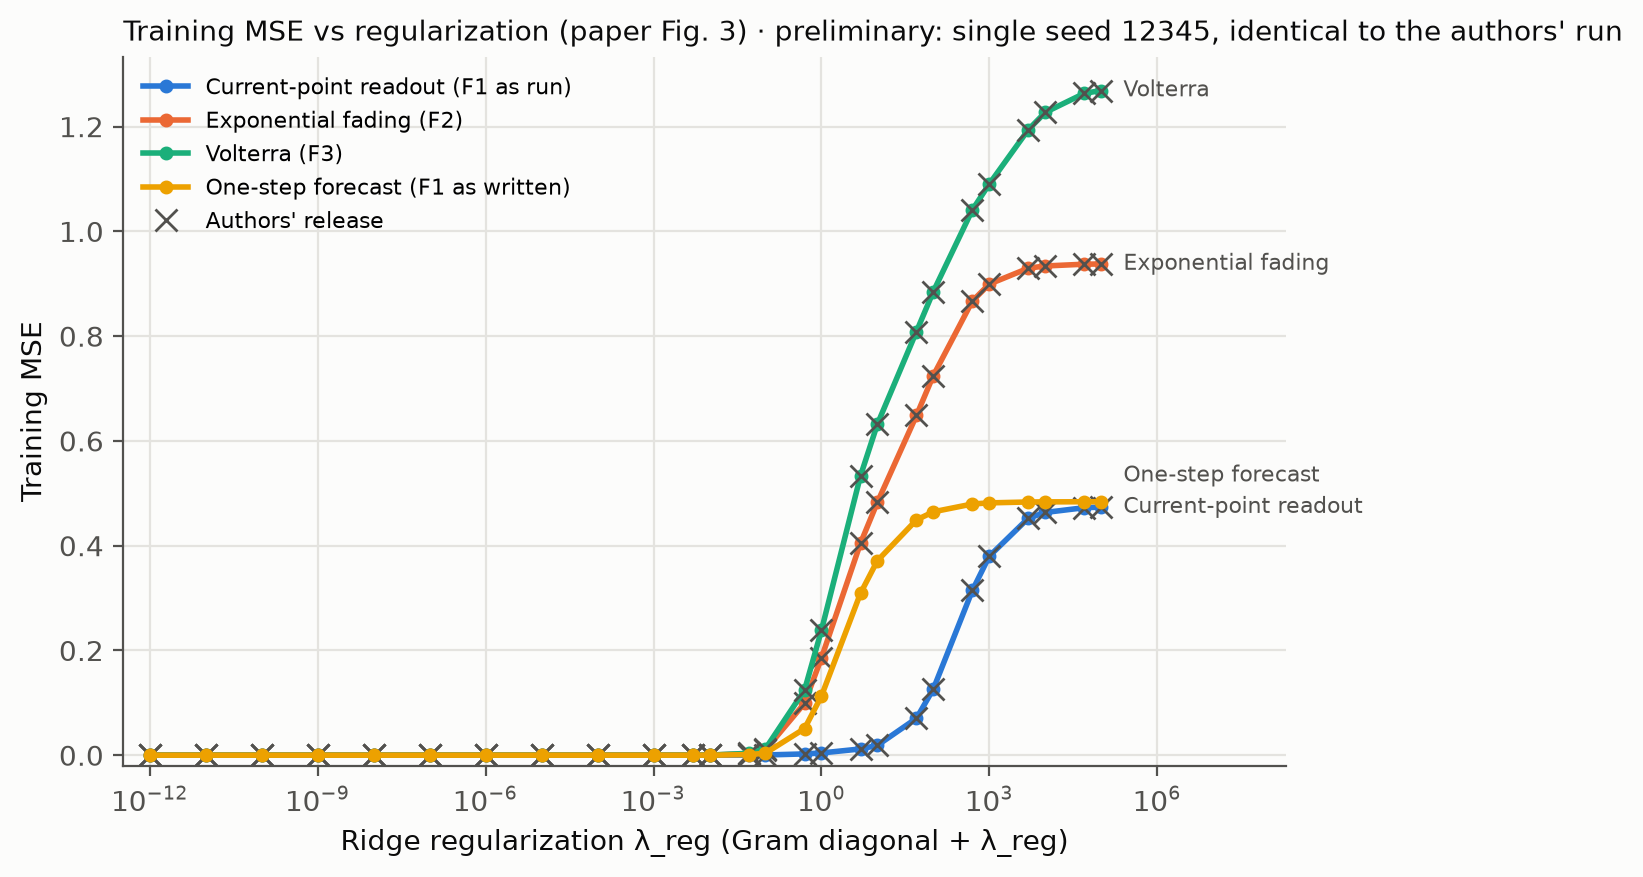 Training MSE vs regularization (paper Fig. 3) · preliminary: single seed 12345, identical to the authors' run
Current-point readout (F1 as run)
Exponential fading (F2)
Volterra (F3)
One-step forecast (F1 as written)
Authors' release
Volterra
Exponential fading
One-step forecast
Current-point readout
Training MSE
1.2
1.0
0.8
0.6
0.4
0.2
0.0
10⁻¹² 10⁻⁹ 10⁻⁶ 10⁻³ 10⁰ 10³ 10⁶
Ridge regularization λ_reg (Gram diagonal + λ_reg)